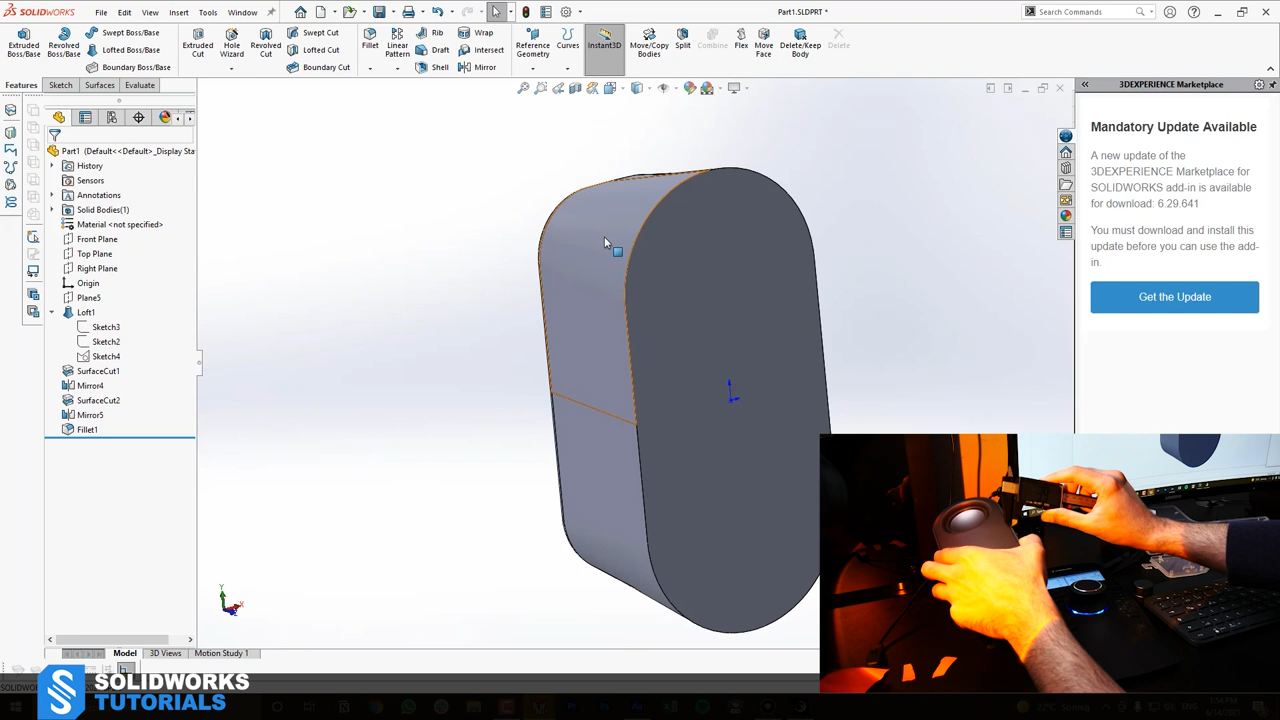 SOLIDWORKS
File
Edit
View
Insert
Tools
Window
Part1.SLDPRT *
Search Commands
Extruded Boss/Base
Revolved Boss/Base
Swept Boss/Base
Lofted Boss/Base
Boundary Boss/Base
Extruded Cut
Hole Wizard
Revolved Cut
Swept Cut
Lofted Cut
Boundary Cut
Fillet
Linear Pattern
Rib
Draft
Shell
Wrap
Intersect
Mirror
Reference Geometry
Curves
Instant3D
Move/Copy Bodies
Split
Combine
Flex
Move Face
Delete/Keep Body
Delete
Features
Sketch
Surfaces
Evaluate
Part1 (Default<<Default>_Display Sta
History
Sensors
Annotations
Solid Bodies(1)
Material <not specified>
Front Plane
Top Plane
Right Plane
Origin
Plane5
Loft1
Sketch3
Sketch2
Sketch4
SurfaceCut1
Mirror4
SurfaceCut2
Mirror5
Fillet1
3DEXPERIENCE Marketplace
Mandatory Update Available
A new update of the
3DEXPERIENCE Marketplace for
SOLIDWORKS add-in is available
for download: 6.29.641
You must download and install this
update before you can use the add-
in.
Get the Update
Y
X
Model
3D Views
Motion Study 1
SOLIDWORKS
TUTORIALS